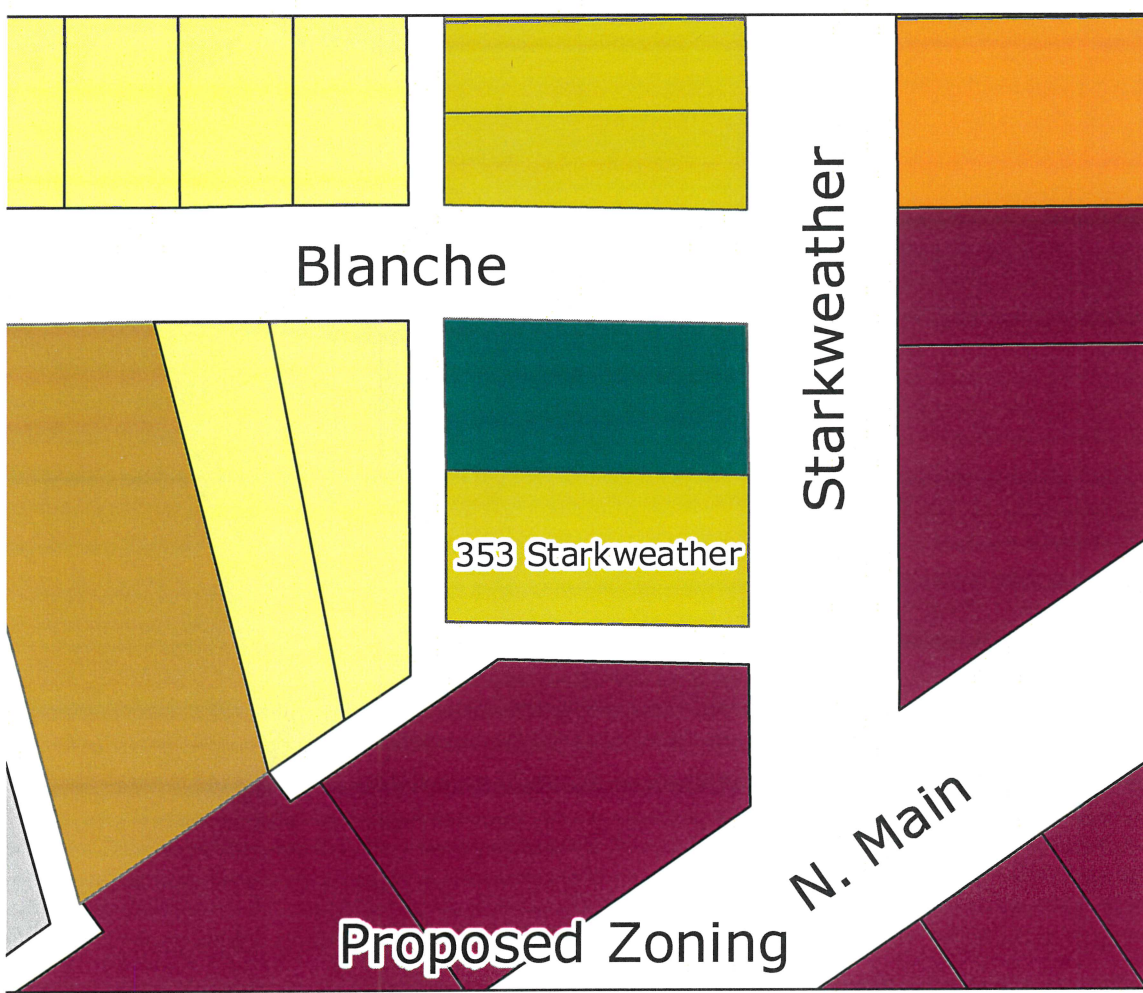 Blanche
Starkweather
353 Starkweather
N. Main
Proposed Zoning